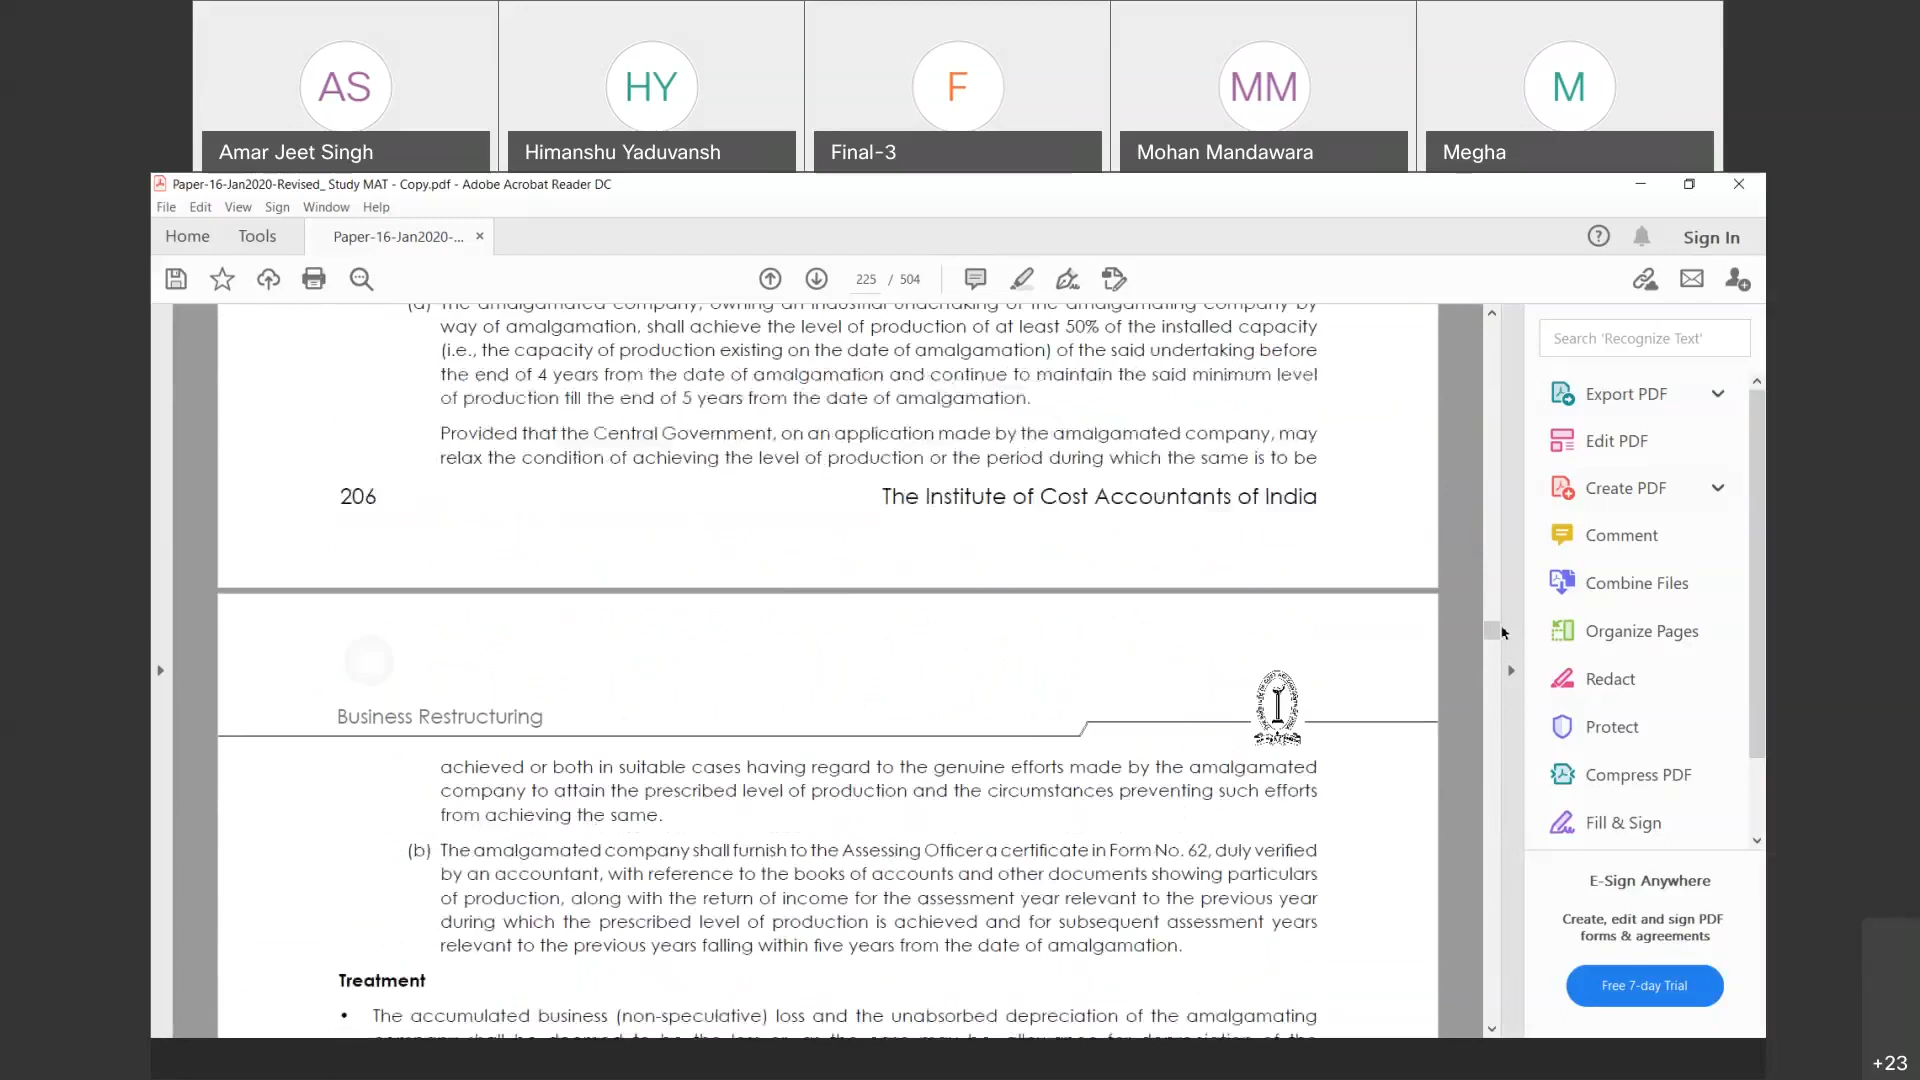 AS
HY
F
MM
M
Amar Jeet Singh
Himanshu Yaduvansh
Final-3
Mohan Mandawara
Megha
Paper-16-Jan2020-Revised_ Study MAT - Copy.pdf - Adobe Acrobat Reader DC
File Edit View Sign Window Help
Home Tools Paper-16-Jan2020-... × Sign In
225 / 504
(a) The amalgamated company, owning an industrial undertaking of the amalgamating company by
way of amalgamation, shall achieve the level of production of at least 50% of the installed capacity
(i.e., the capacity of production existing on the date of amalgamation) of the said undertaking before
the end of 4 years from the date of amalgamation and continue to maintain the said minimum level
of production till the end of 5 years from the date of amalgamation.
Provided that the Central Government, on an application made by the amalgamated company, may
relax the condition of achieving the level of production or the period during which the same is to be
206 The Institute of Cost Accountants of India
Business Restructuring
achieved or both in suitable cases having regard to the genuine efforts made by the amalgamated
company to attain the prescribed level of production and the circumstances preventing such efforts
from achieving the same.
(b) The amalgamated company shall furnish to the Assessing Officer a certificate in Form No. 62, duly verified
by an accountant, with reference to the books of accounts and other documents showing particulars
of production, along with the return of income for the assessment year relevant to the previous year
during which the prescribed level of production is achieved and for subsequent assessment years
relevant to the previous years falling within five years from the date of amalgamation.
Treatment
• The accumulated business (non-speculative) loss and the unabsorbed depreciation of the amalgamating
Search 'Recognize Text'
Export PDF
Edit PDF
Create PDF
Comment
Combine Files
Organize Pages
Redact
Protect
Compress PDF
Fill & Sign
E-Sign Anywhere
Create, edit and sign PDF
forms & agreements
Free 7-day Trial
+23